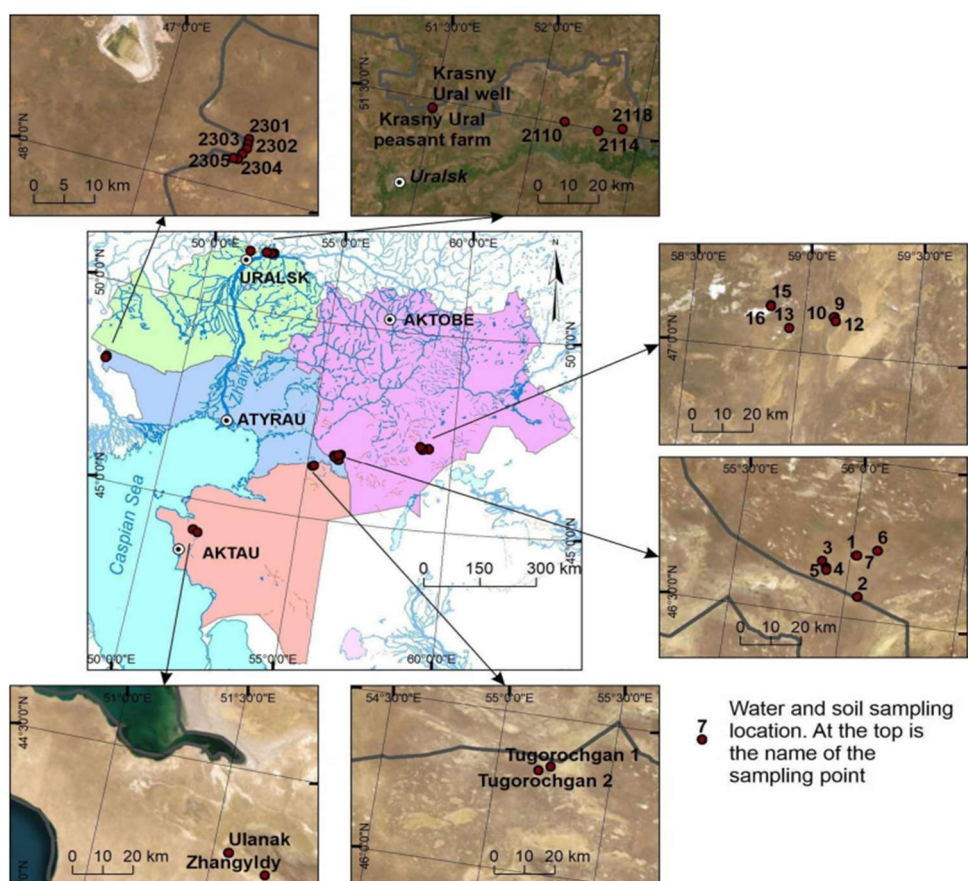 47°0'0"E
48°0'0"N
2301
2303
2302
2305
2304
0 5 10 km
51°30'0"E
52°0'0"E
51°30'0"N
Krasny
Ural well
Krasny Ural
peasant farm
2110
2118
2114
Uralsk
0 10 20 km
50°0'0"E
55°0'0"E
60°0'0"E
N
50°0'0"N
URALSK
AKTOBE
50°0'0"N
Zhaiyk
ATYRAU
45°0'0"N
Caspian Sea
AKTAU
45°0'0"N
0 150 300 km
50°0'0"E
55°0'0"E
60°0'0"E
58°30'0"E
59°0'0"E
59°30'0"E
15
9
16
13
10
12
47°0'0"N
0 10 20 km
55°30'0"E
56°0'0"E
3
1
6
5
4
7
2
46°30'0"N
0 10 20 km
51°0'0"E
51°30'0"E
44°30'0"N
Ulanak
Zhangyldy
0 10 20 km
54°30'0"E
55°0'0"E
55°30'0"E
Tugorochgan 1
Tugorochgan 2
46°0'0"N
0 10 20 km
7
Water and soil sampling
location. At the top is
the name of the
sampling point